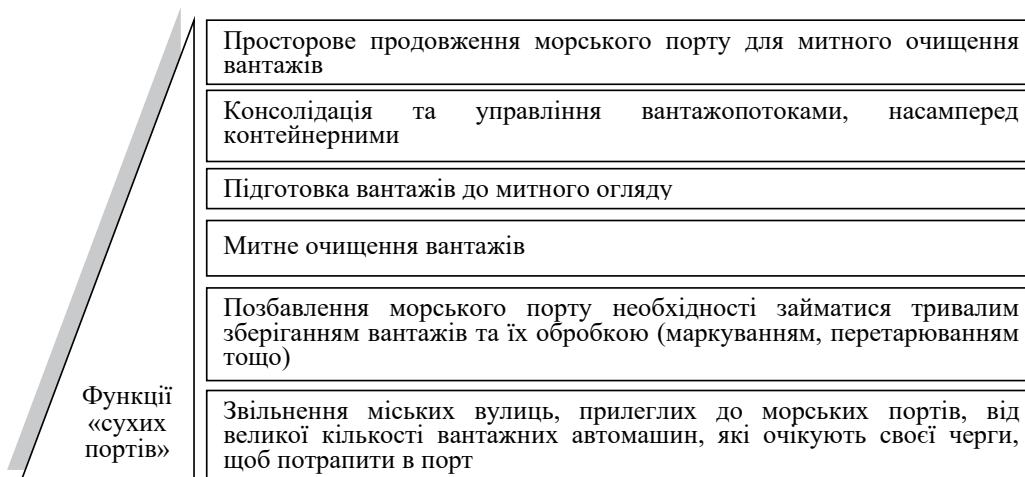 Просторове продовження морського порту для митного очищення
вантажів
Консолідація та управління вантажопотоками, насамперед
контейнерними
Підготовка вантажів до митного огляду
Митне очищення вантажів
Позбавлення морського порту необхідності займатися тривалим
зберіганням вантажів та їх обробкою (маркуванням, перетарюванням
тощо)
Функції
«сухих
портів»
Звільнення міських вулиць, прилеглих до морських портів, від
великої кількості вантажних автомашин, які очікують своєї черги,
щоб потрапити в порт